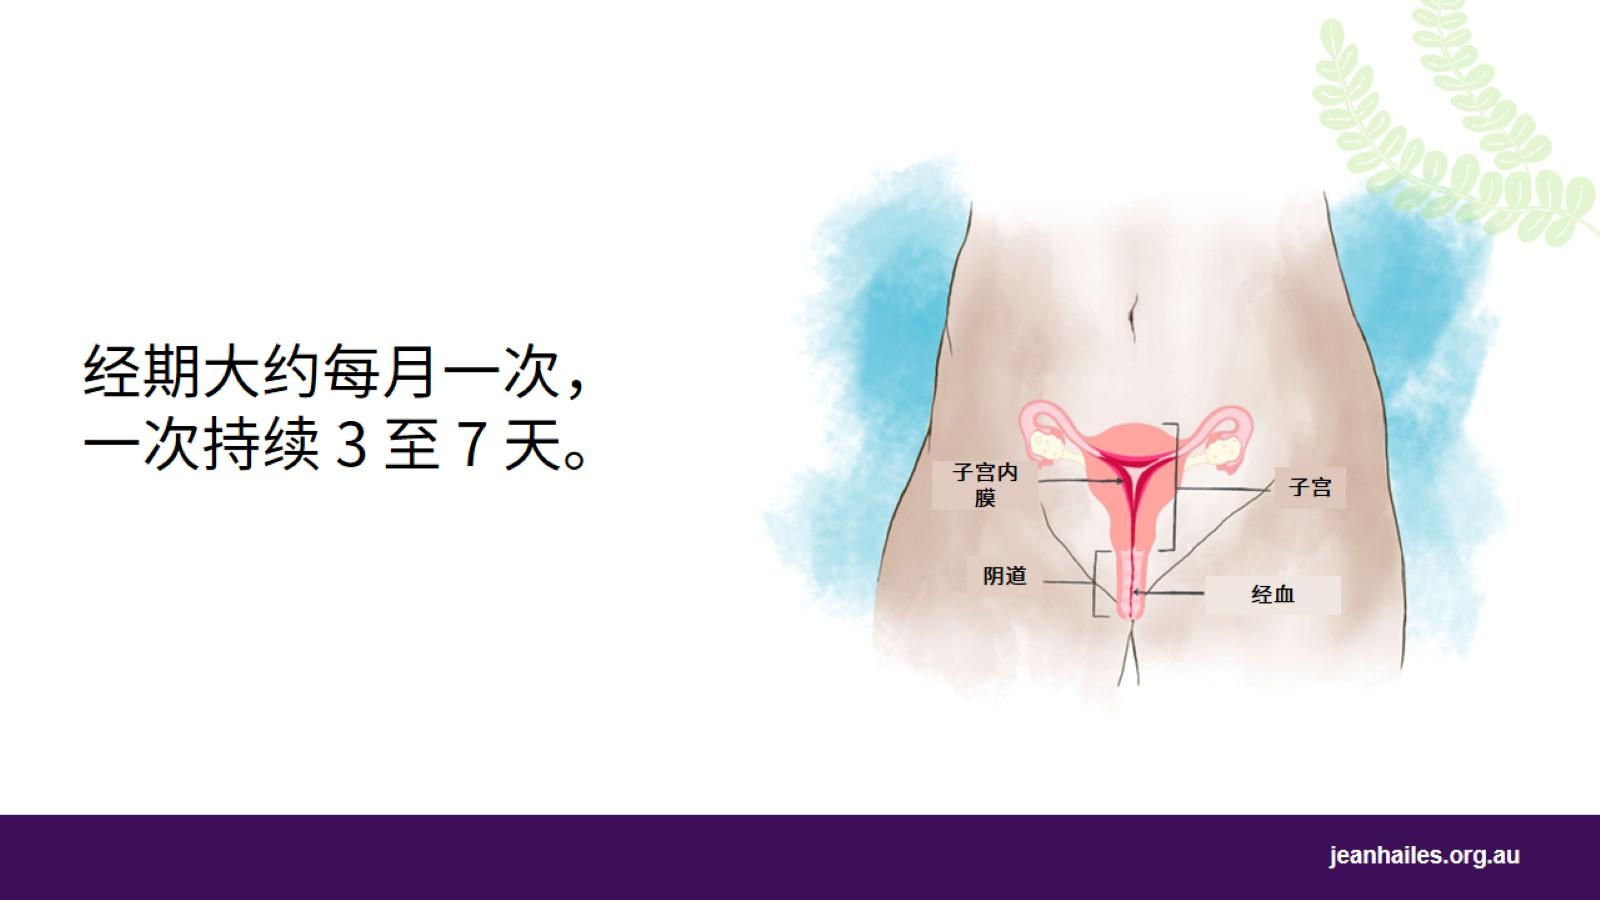 经期大约每月一次，
一次持续 3 至 7 天。
子宫内
膜
子宫
阴道
经血
jeanhailes.org.au